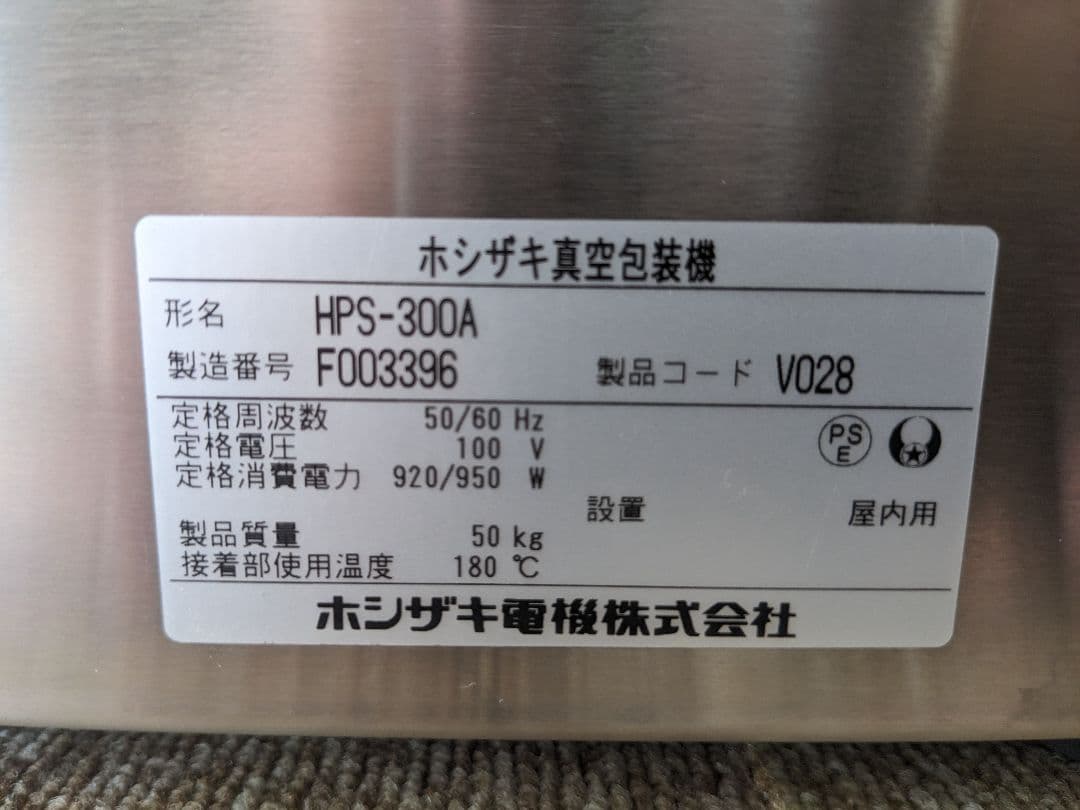 ホシザキ真空包装機
形名 HPS-300A
製造番号 F003396 製品コード V028
定格周波数 50/60 Hz
定格電圧 100 V
定格消費電力 920/950 W
PS
E
設置 屋内用
製品質量 50 kg
接着部使用温度 180 ℃
ホシザキ電機株式会社